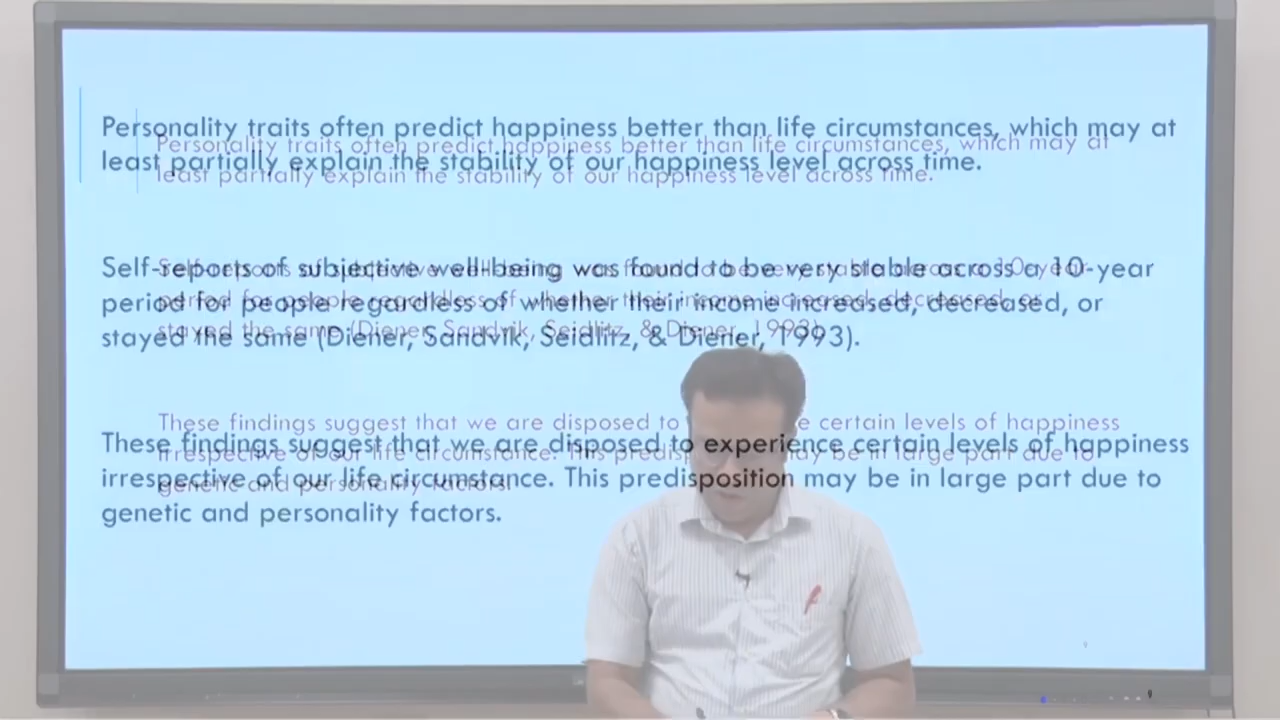 Personality traits often predict happiness better than life circumstances, which may at
least partially explain the stability of our happiness level across time.
Self-reports of subjective well-being was found to be very stable across a 10-year
period for people regardless of whether their income increased, decreased, or
stayed the same (Diener, Sandvik, Seidlitz, & Diener, 1993).
These findings suggest that we are disposed to experience certain levels of happiness
irrespective of our life circumstance. This predisposition may be in large part due to
genetic and personality factors.
9